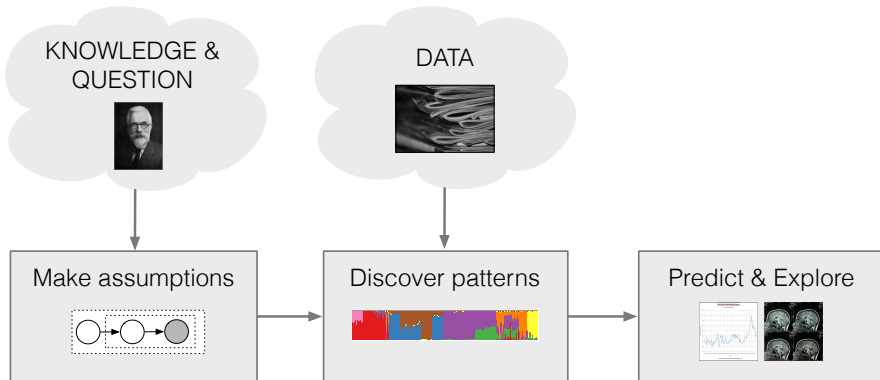 KNOWLEDGE &
QUESTION
DATA
Make assumptions
Discover patterns
Predict & Explore